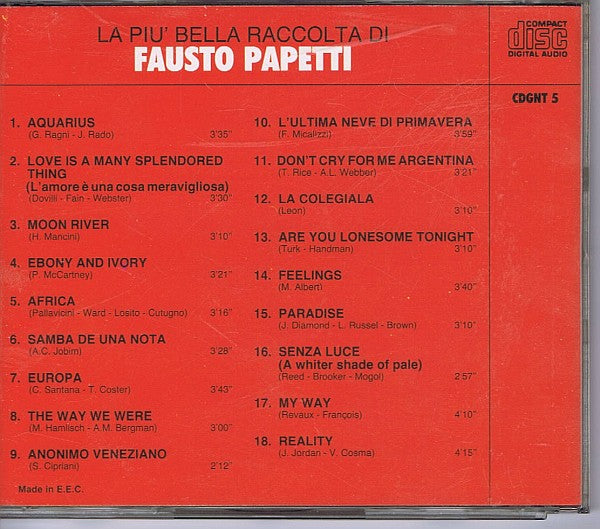 LA PIU' BELLA RACCOLTA DI
FAUSTO PAPETTI
COMPACT
disc
DIGITAL AUDIO
CDGNT 5
1. AQUARIUS
(G. Ragni - J. Rado) 3'35"
2. LOVE IS A MANY SPLENDORED
THING
(L'amore è una cosa meravigliosa)
(Dovilli - Fain - Webster) 3'30"
3. MOON RIVER
(H. Mancini) 3'10"
4. EBONY AND IVORY
(P. McCartney) 3'21"
5. AFRICA
(Pallavicini - Ward - Losito - Cutugno) 3'16"
6. SAMBA DE UNA NOTA
(A.C. Jobim) 3'28"
7. EUROPA
(C. Santana - T. Coster) 3'43"
8. THE WAY WE WERE
(M. Hamlisch - A.M. Bergman) 3'00"
9. ANONIMO VENEZIANO
(S. Cipriani) 2'12"
10. L'ULTIMA NEVE DI PRIMAVERA
(F. Micalizzi) 3'59"
11. DON'T CRY FOR ME ARGENTINA
(T. Rice - A.L. Webber) 3'21"
12. LA COLEGIALA
(Leon) 3'10"
13. ARE YOU LONESOME TONIGHT
(Turk - Handman) 3'10"
14. FEELINGS
(M. Albert) 3'40"
15. PARADISE
(J. Diamond - L. Russel - Brown) 3'10"
16. SENZA LUCE
(A whiter shade of pale)
(Reed - Brooker - Mogol) 2'57"
17. MY WAY
(Revaux - François) 4'10"
18. REALITY
(J. Jordan - V. Cosma) 4'15"
Made in E.E.C.